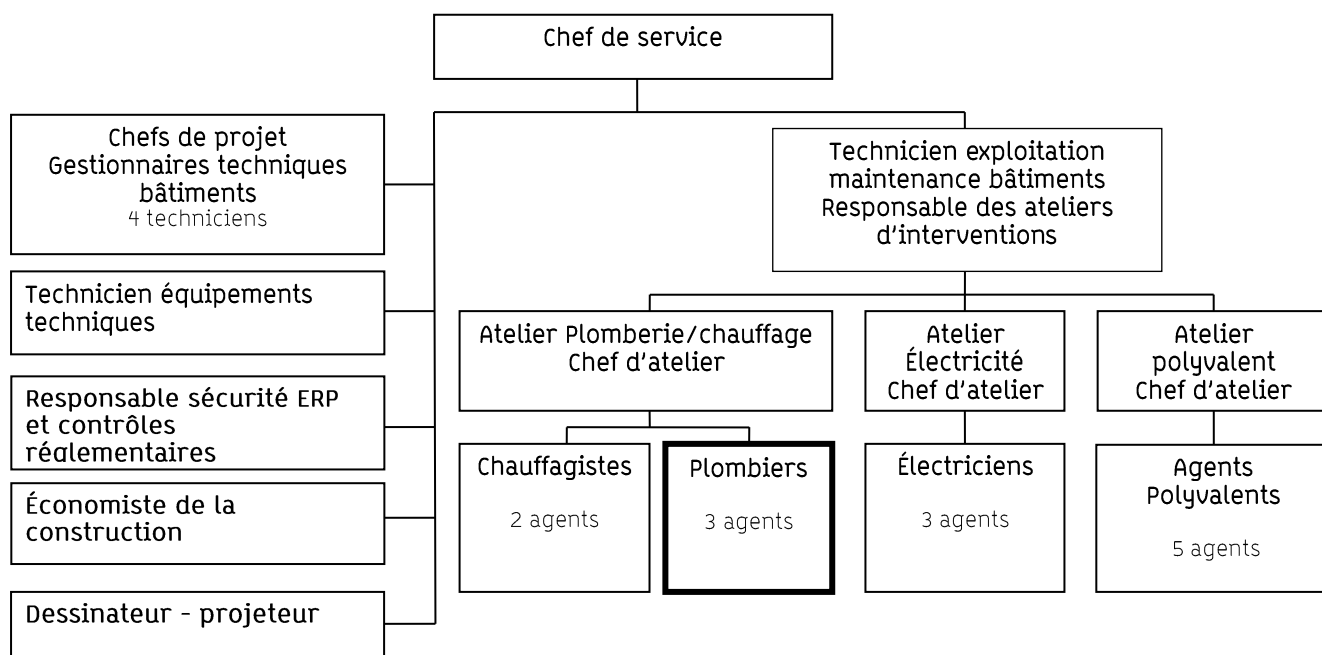 Chef de service
Chefs de projet
Gestionnaires techniques
bâtiments
4 techniciens
Technicien exploitation
maintenance bâtiments
Responsable des ateliers
d'interventions
Technicien équipements
techniques
Atelier Plomberie/chauffage
Chef d'atelier
Atelier
Électricité
Chef d'atelier
Atelier
polyvalent
Chef d'atelier
Responsable sécurité ERP
et contrôles
réglementaires
Chauffagistes
2 agents
Plombiers
3 agents
Électriciens
3 agents
Agents
Polyvalents
5 agents
Économiste de la
construction
Dessinateur - projeteur